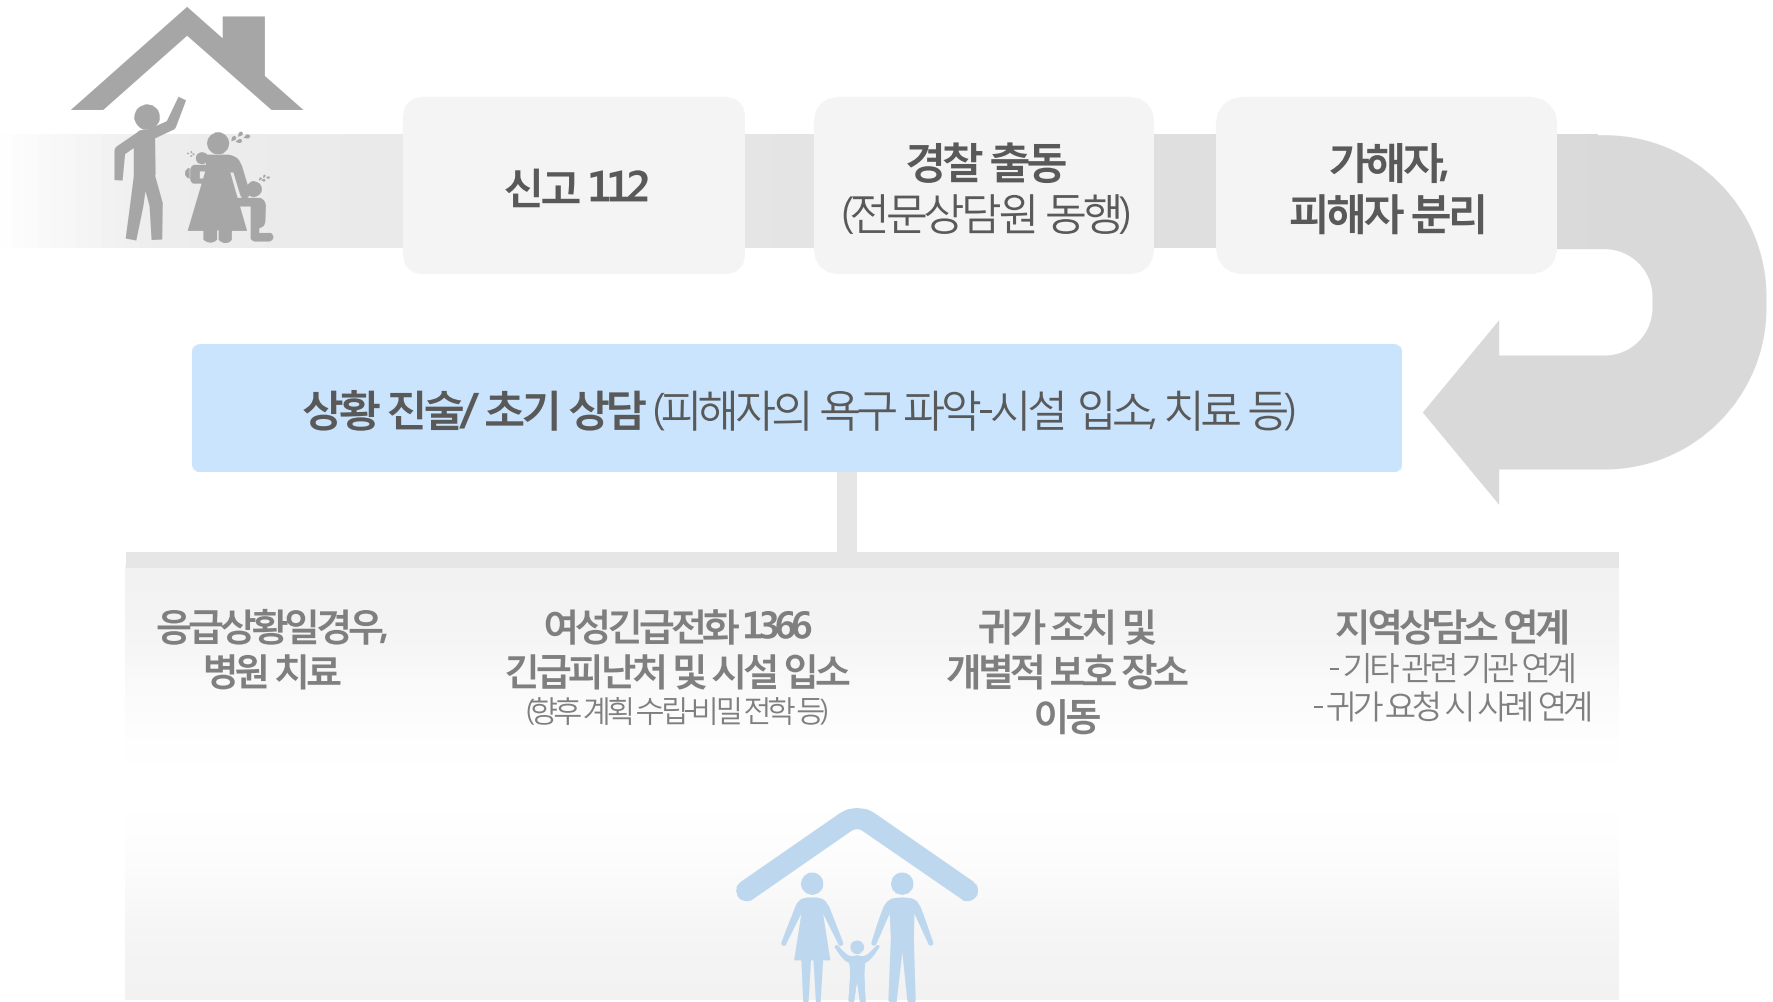 신고 112
경찰 출동
(전문상담원 동행)
가해자,
피해자 분리
상황 진술/ 초기 상담 (피해자의 욕구 파악-시설 입소, 치료 등)
응급상황일경우,
병원 치료
여성긴급전화 1366
긴급피난처 및 시설 입소
(향후 계획 수립-비밀 전학 등)
귀가 조치 및
개별적 보호 장소
이동
지역상담소 연계
- 기타 관련 기관 연계
- 귀가 요청 시 사례 연계